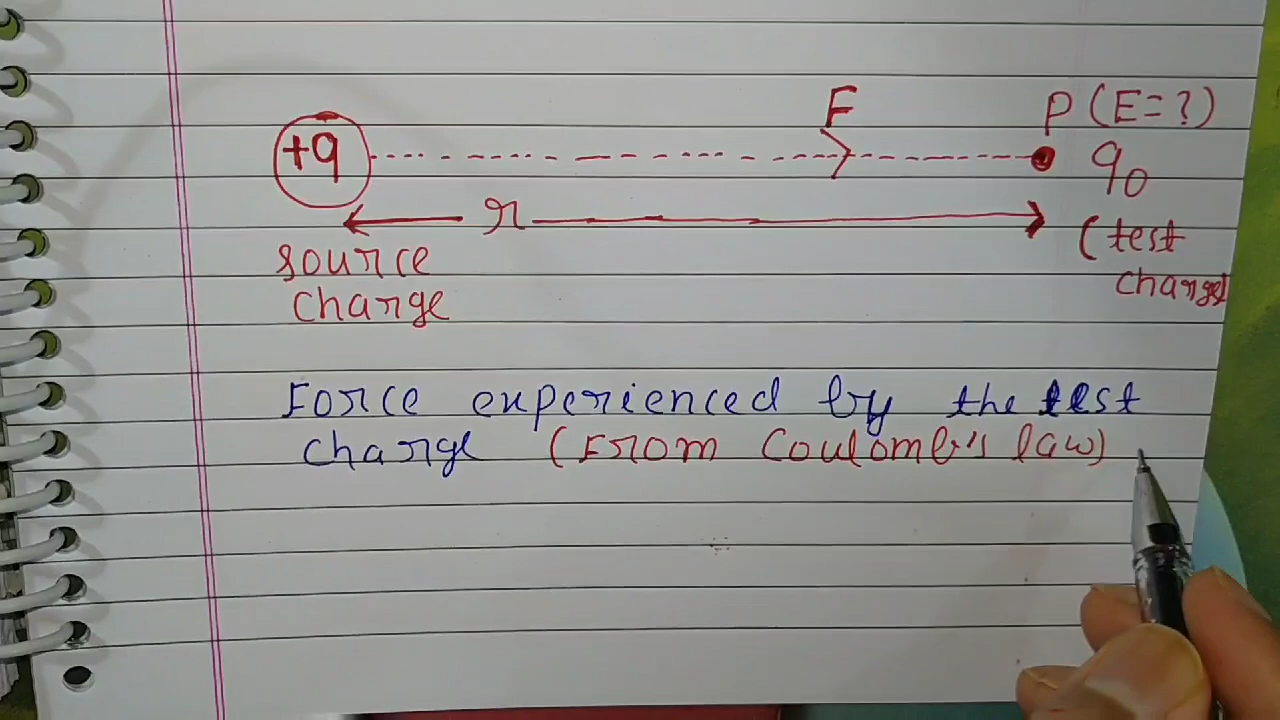 F P (E=?)
+q q0
r
source (test
charge charge)
Force experienced by the test
charge (From Coulomb's law)